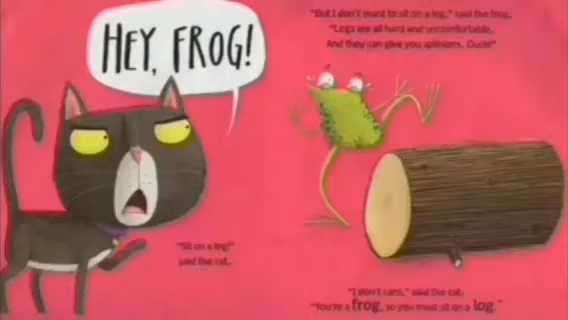 HEY, FROG!
"Sit on a log!"
said the cat.
"But I don't want to sit on a log," said the frog.
"Logs are all hard and uncomfortable.
And they can give you splinters. Ouch!"
"I don't care," said the cat.
"You're a frog, so you must sit on a log."